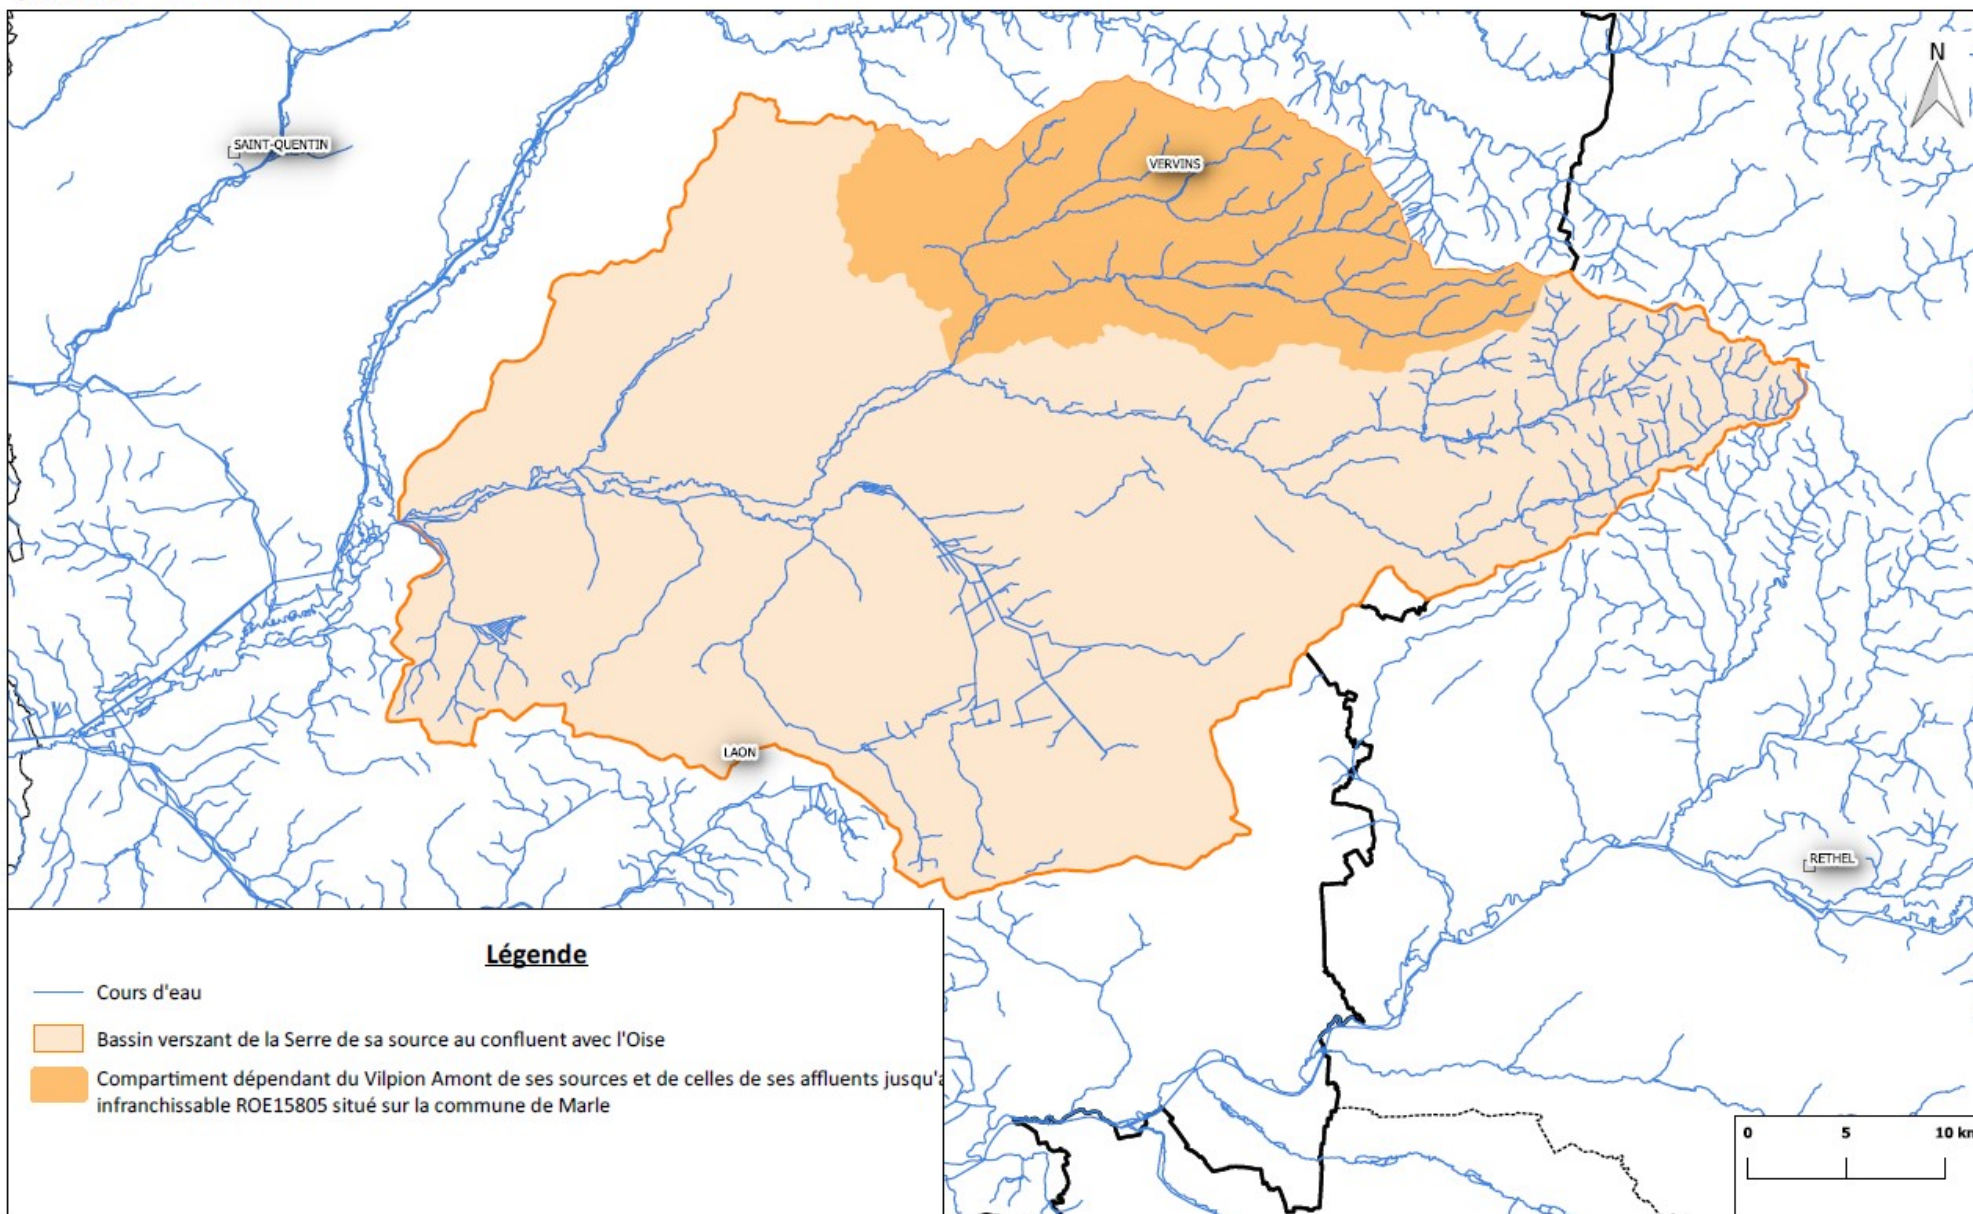 N
SAINT-QUENTIN
VERVINS
LAON
RETHEL
Légende
Cours d'eau
Bassin verszant de la Serre de sa source au confluent avec l'Oise
Compartiment dépendant du Vilpion Amont de ses sources et de celles de ses affluents jusqu'a
infranchissable ROE15805 situé sur la commune de Marle
0 5 10 km